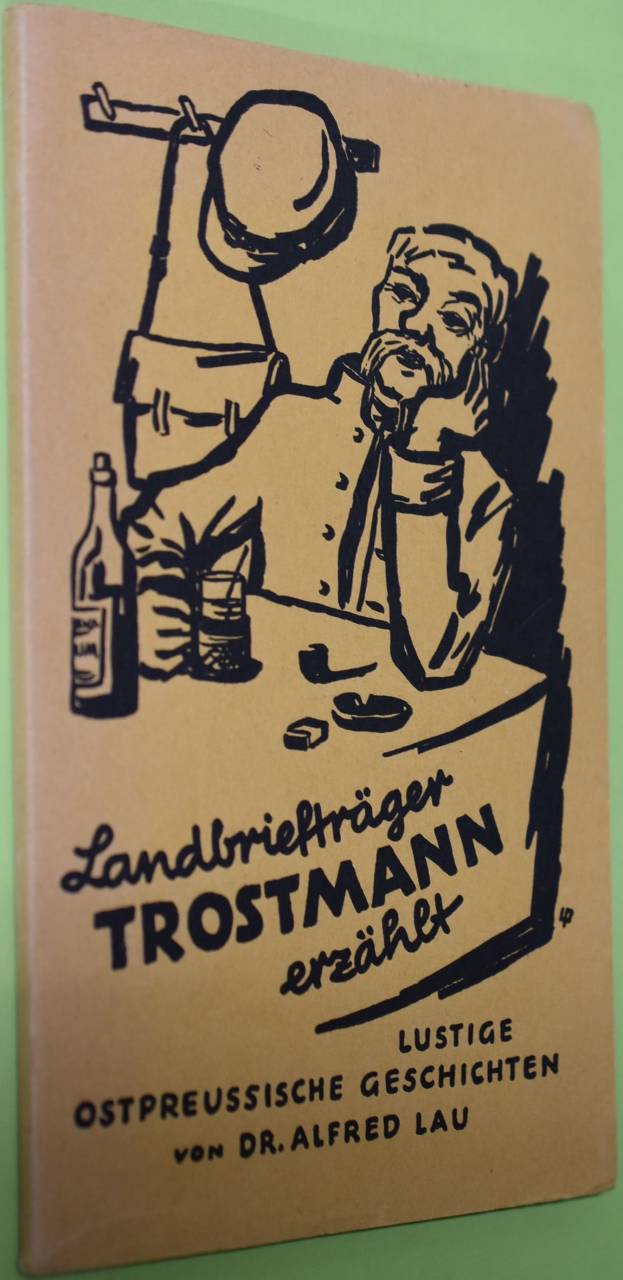 Landbriefträger
TROSTMANN
erzählt
LUSTIGE
OSTPREUSSISCHE GESCHICHTEN
VON DR. ALFRED LAU